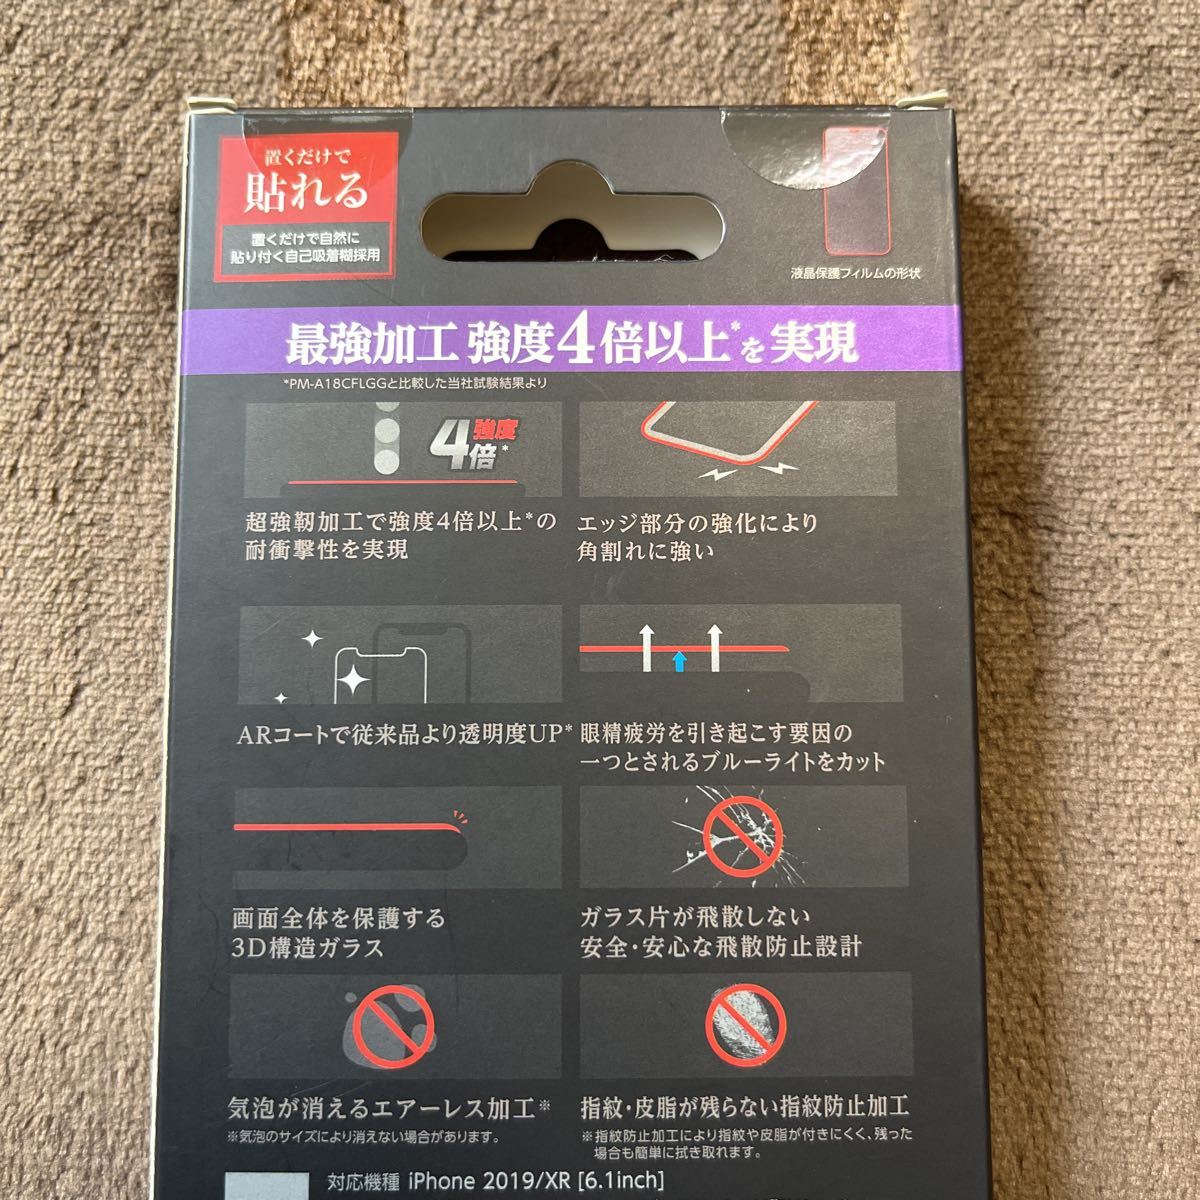 置くだけで
貼れる
置くだけで自然に
貼り付く自己吸着糊採用
液晶保護フィルムの形状
最強加工 強度4倍以上*を実現
*PM-A18CFLGGと比較した当社試験結果より
強度
4倍*
超強靭加工で強度4倍以上*の
耐衝撃性を実現
エッジ部分の強化により
角割れに強い
ARコートで従来品より透明度UP*
眼精疲労を引き起こす要因の
一つとされるブルーライトをカット
画面全体を保護する
3D構造ガラス
ガラス片が飛散しない
安全・安心な飛散防止設計
気泡が消えるエアーレス加工※
※気泡のサイズにより消えない場合があります。
指紋・皮脂が残らない指紋防止加工
※指紋防止加工により指紋や皮脂が付きにくく、残った
場合も簡単に拭き取れます。
対応機種 iPhone 2019/XR [6.1inch]